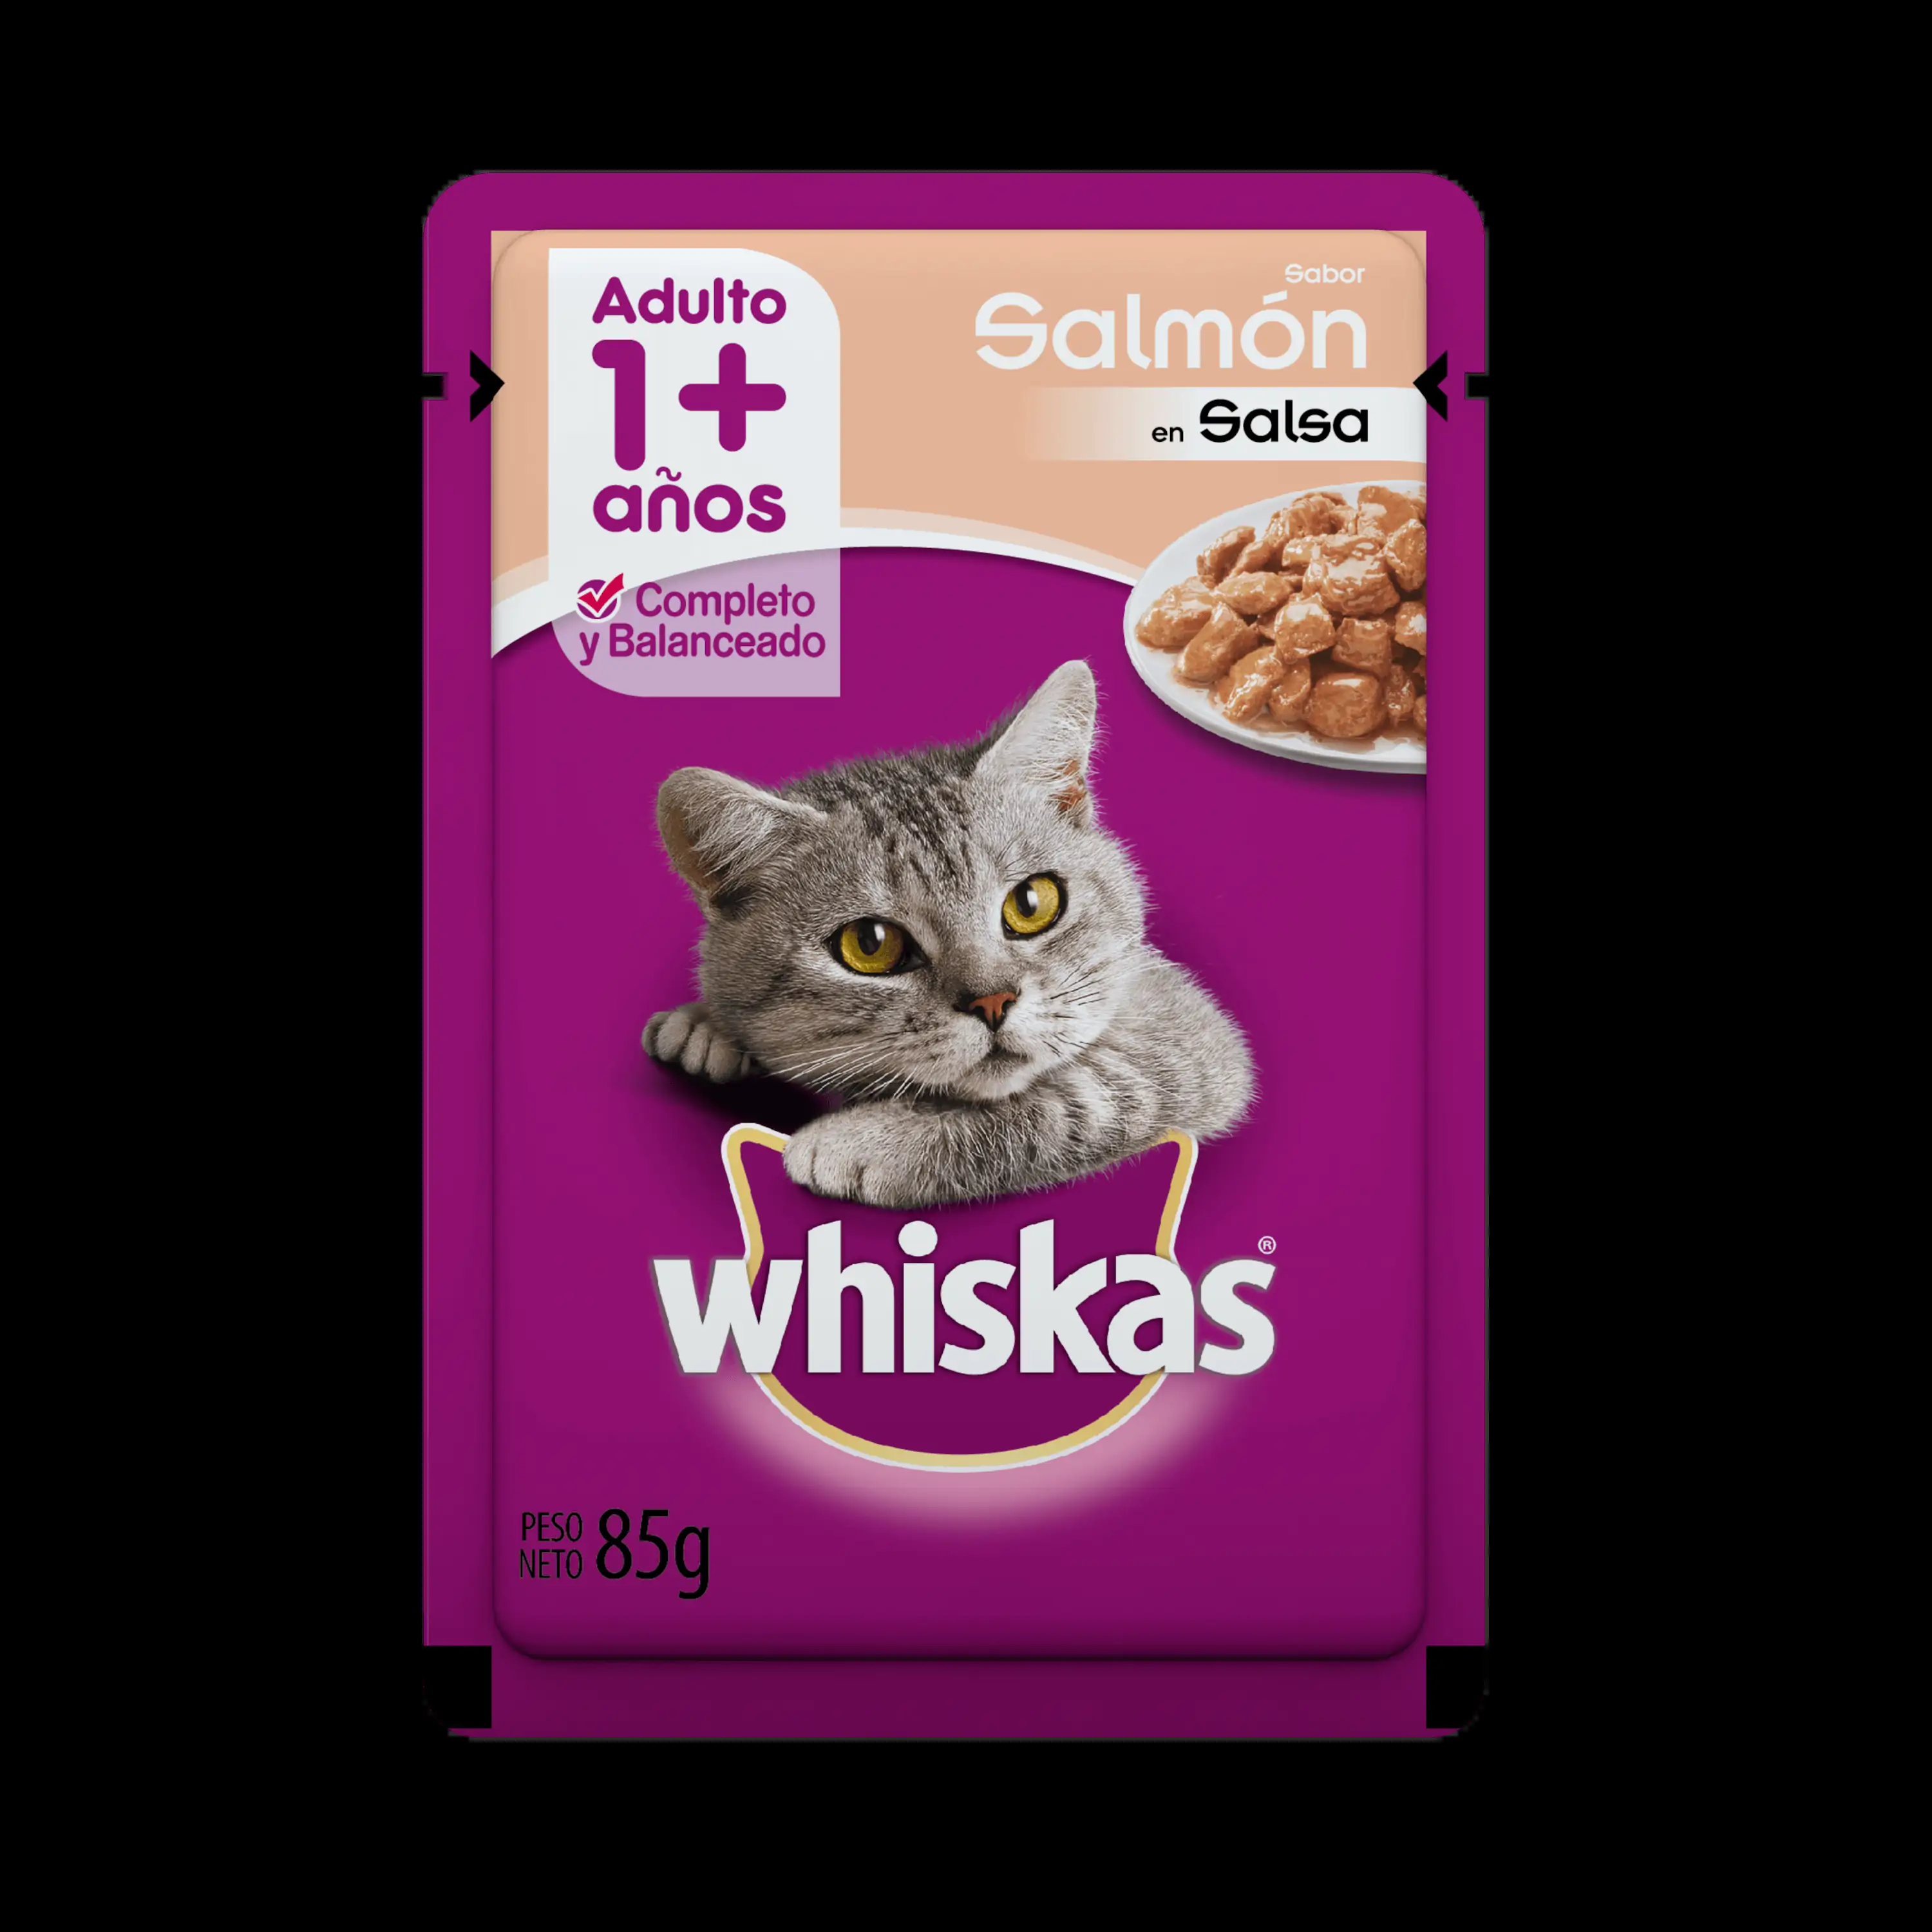 Adulto
1+
años
Completo
y Balanceado
Sabor
Salmón
en Salsa
whiskas®
PESO
NETO 85g